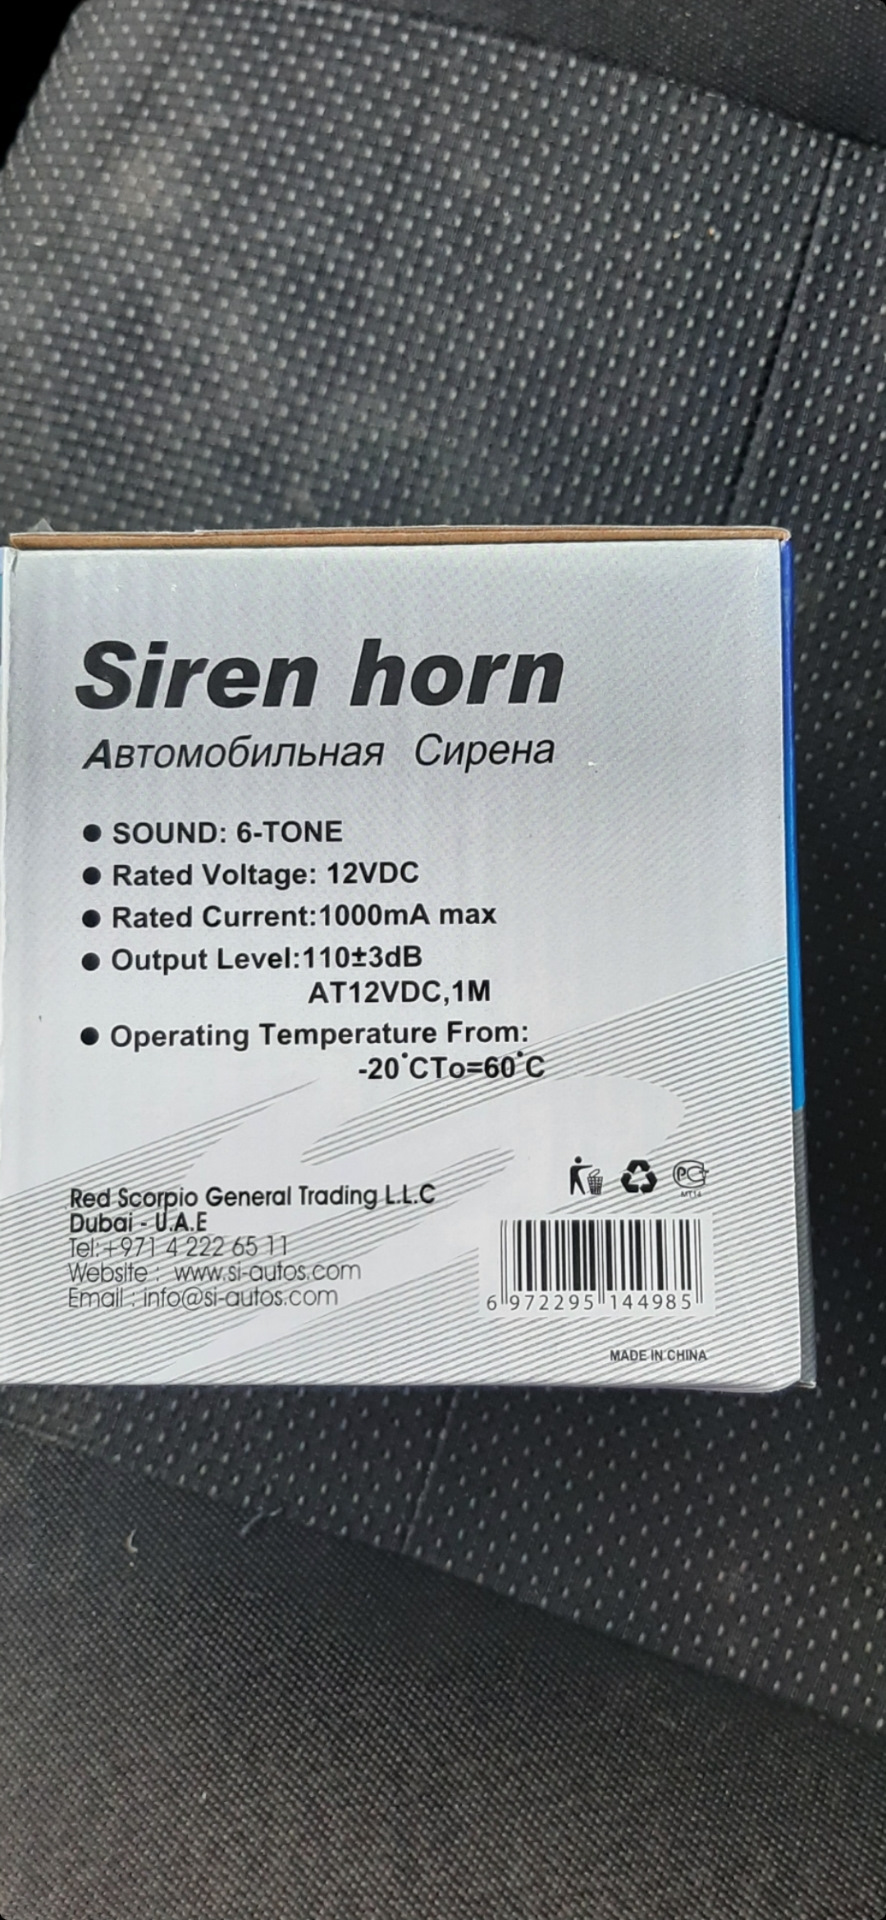 Siren horn
Автомобильная Сирена
● SOUND: 6-TONE
● Rated Voltage: 12VDC
● Rated Current:1000mA max
● Output Level:110±3dB
AT12VDC,1M
● Operating Temperature From:
-20°CTo=60°C
Red Scorpio General Trading L.L.C
Dubai - U.A.E
Tel:+971 4 222 65 11
Website : www.si-autos.com
Email : info@si-autos.com
РСТ
MT14
6 972295 144985
MADE IN CHINA